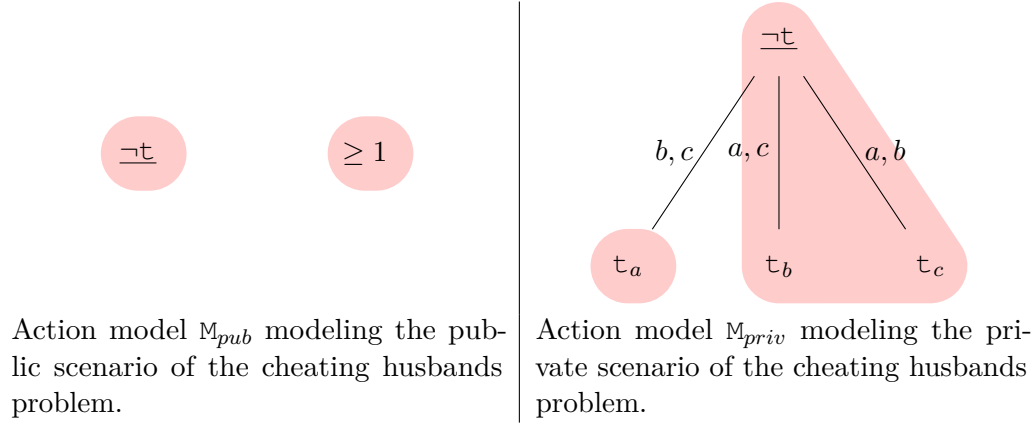 ¬t
≥ 1
Action model M_pub modeling the pub-
lic scenario of the cheating husbands
problem.
¬t
b, c
a, c
a, b
t_a
t_b
t_c
Action model M_priv modeling the pri-
vate scenario of the cheating husbands
problem.